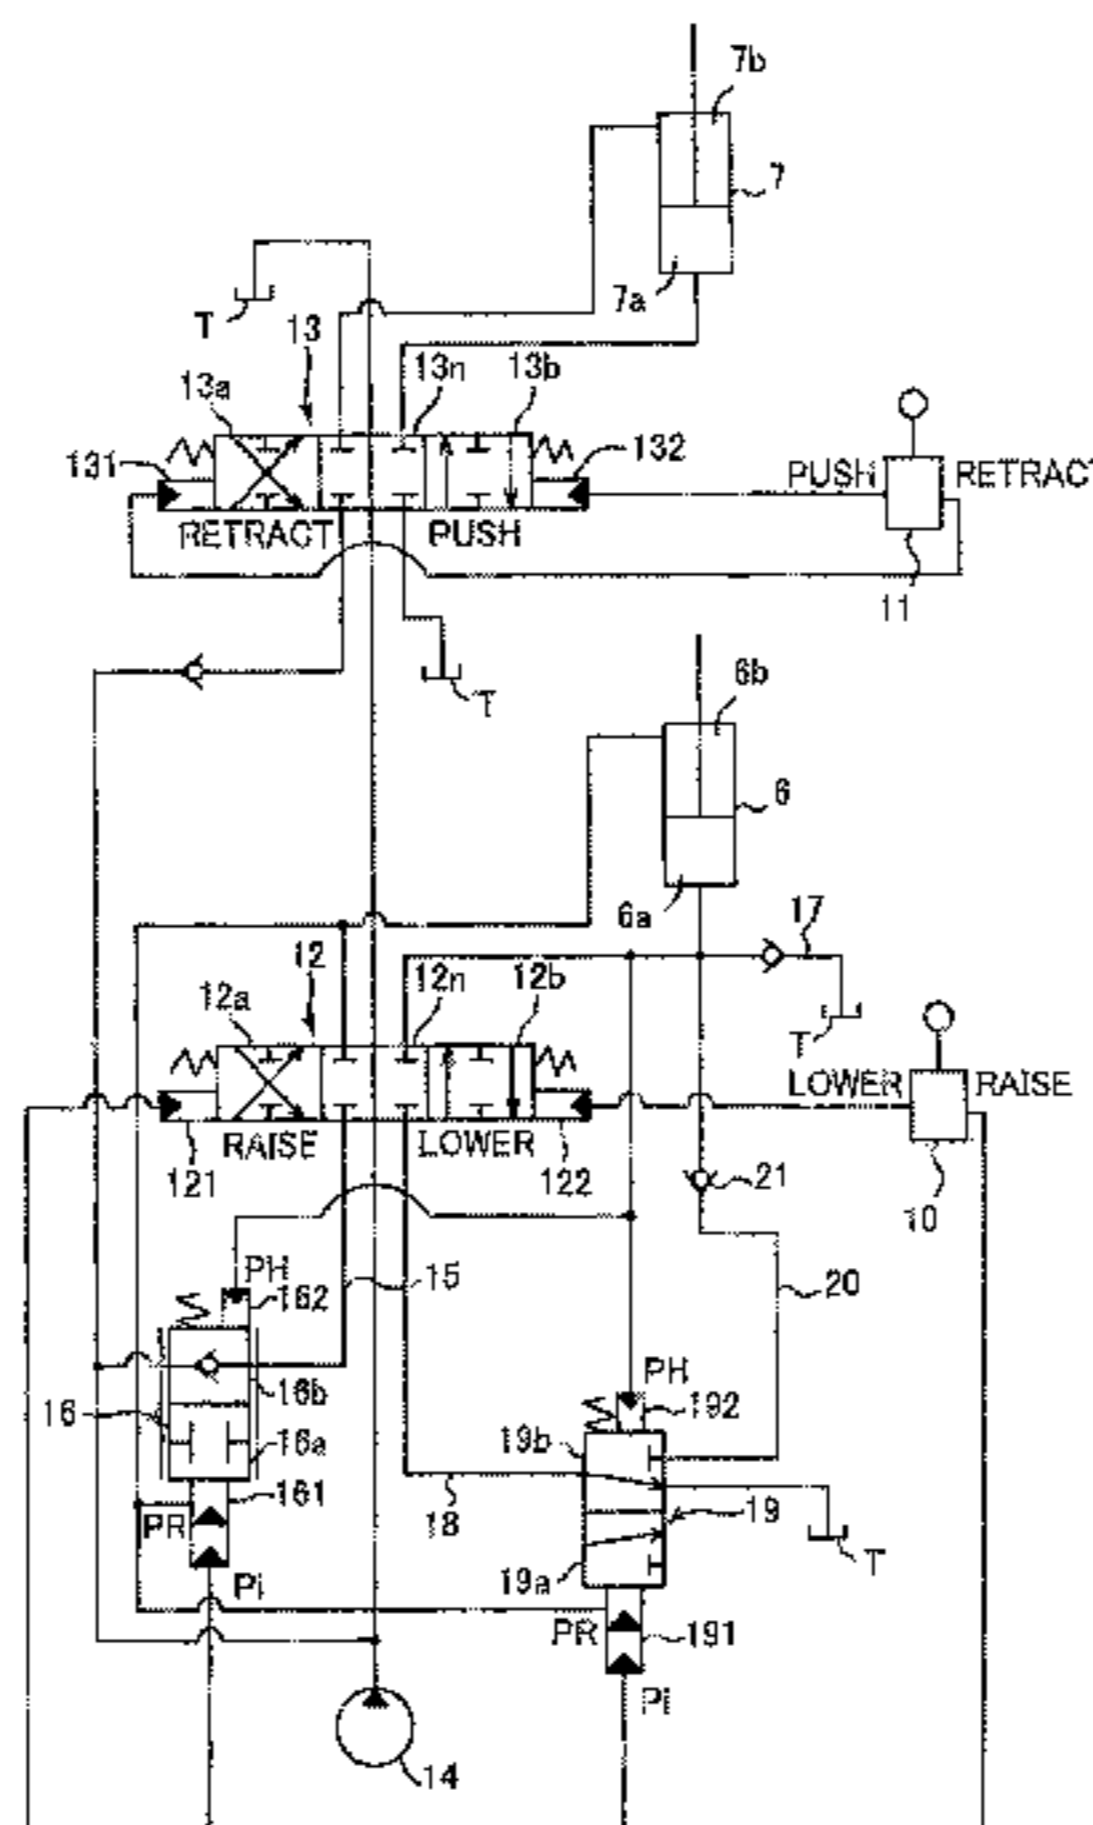 7b
7
7a
T
13
13n
13b
13a
131
132
PUSH
RETRACT
RETRACT
PUSH
11
T
6b
6
6a
17
12
12n
12b
12a
T
LOWER
RAISE
RAISE
LOWER
121
122
21
10
PH
162
15
20
16b
PH
192
16
16a
19b
161
18
19
PR
19a
T
Pi
PR
191
Pi
14